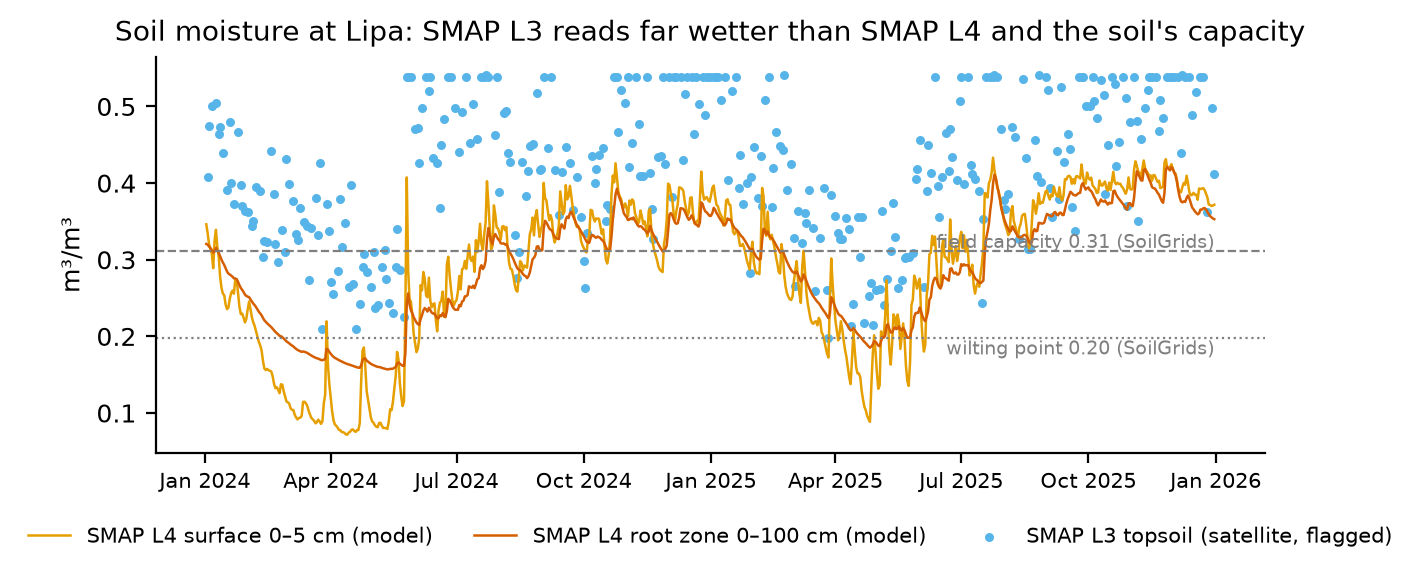 Soil moisture at Lipa: SMAP L3 reads far wetter than SMAP L4 and the soil's capacity
m³/m³
0.5
0.4
0.3
0.2
0.1
field capacity 0.31 (SoilGrids)
wilting point 0.20 (SoilGrids)
Jan 2024 Apr 2024 Jul 2024 Oct 2024 Jan 2025 Apr 2025 Jul 2025 Oct 2025 Jan 2026
SMAP L4 surface 0–5 cm (model) SMAP L4 root zone 0–100 cm (model) SMAP L3 topsoil (satellite, flagged)